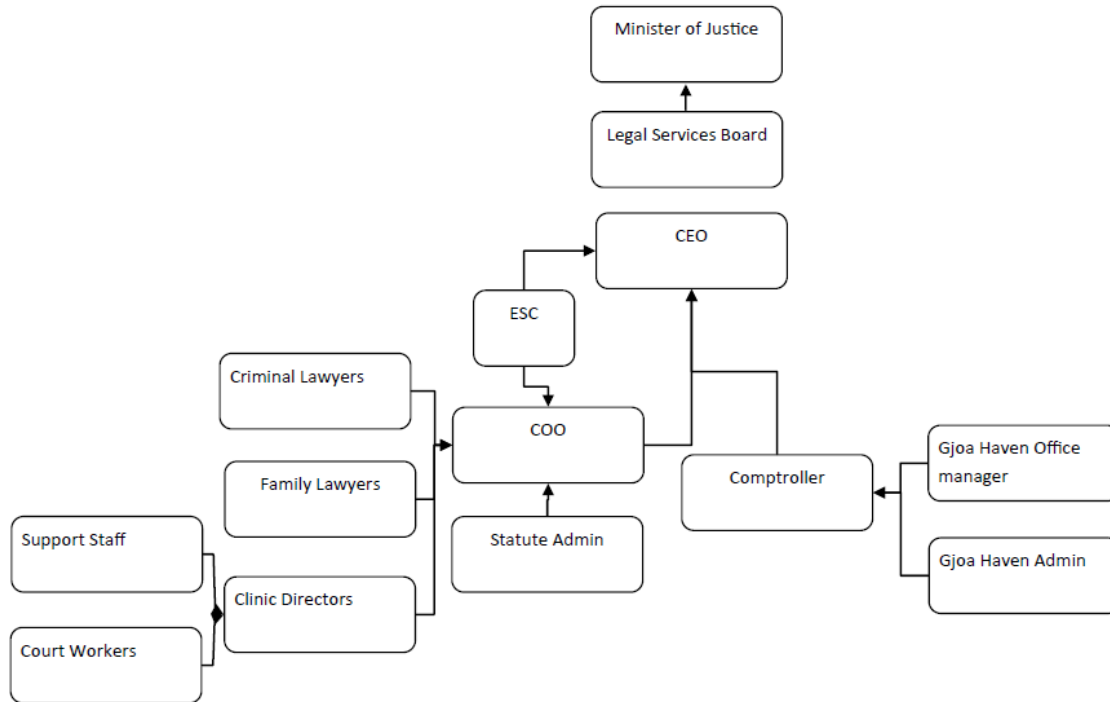 Minister of Justice
Legal Services Board
CEO
ESC
Criminal Lawyers
COO
Gjoa Haven Office
manager
Family Lawyers
Comptroller
Support Staff
Statute Admin
Gjoa Haven Admin
Clinic Directors
Court Workers